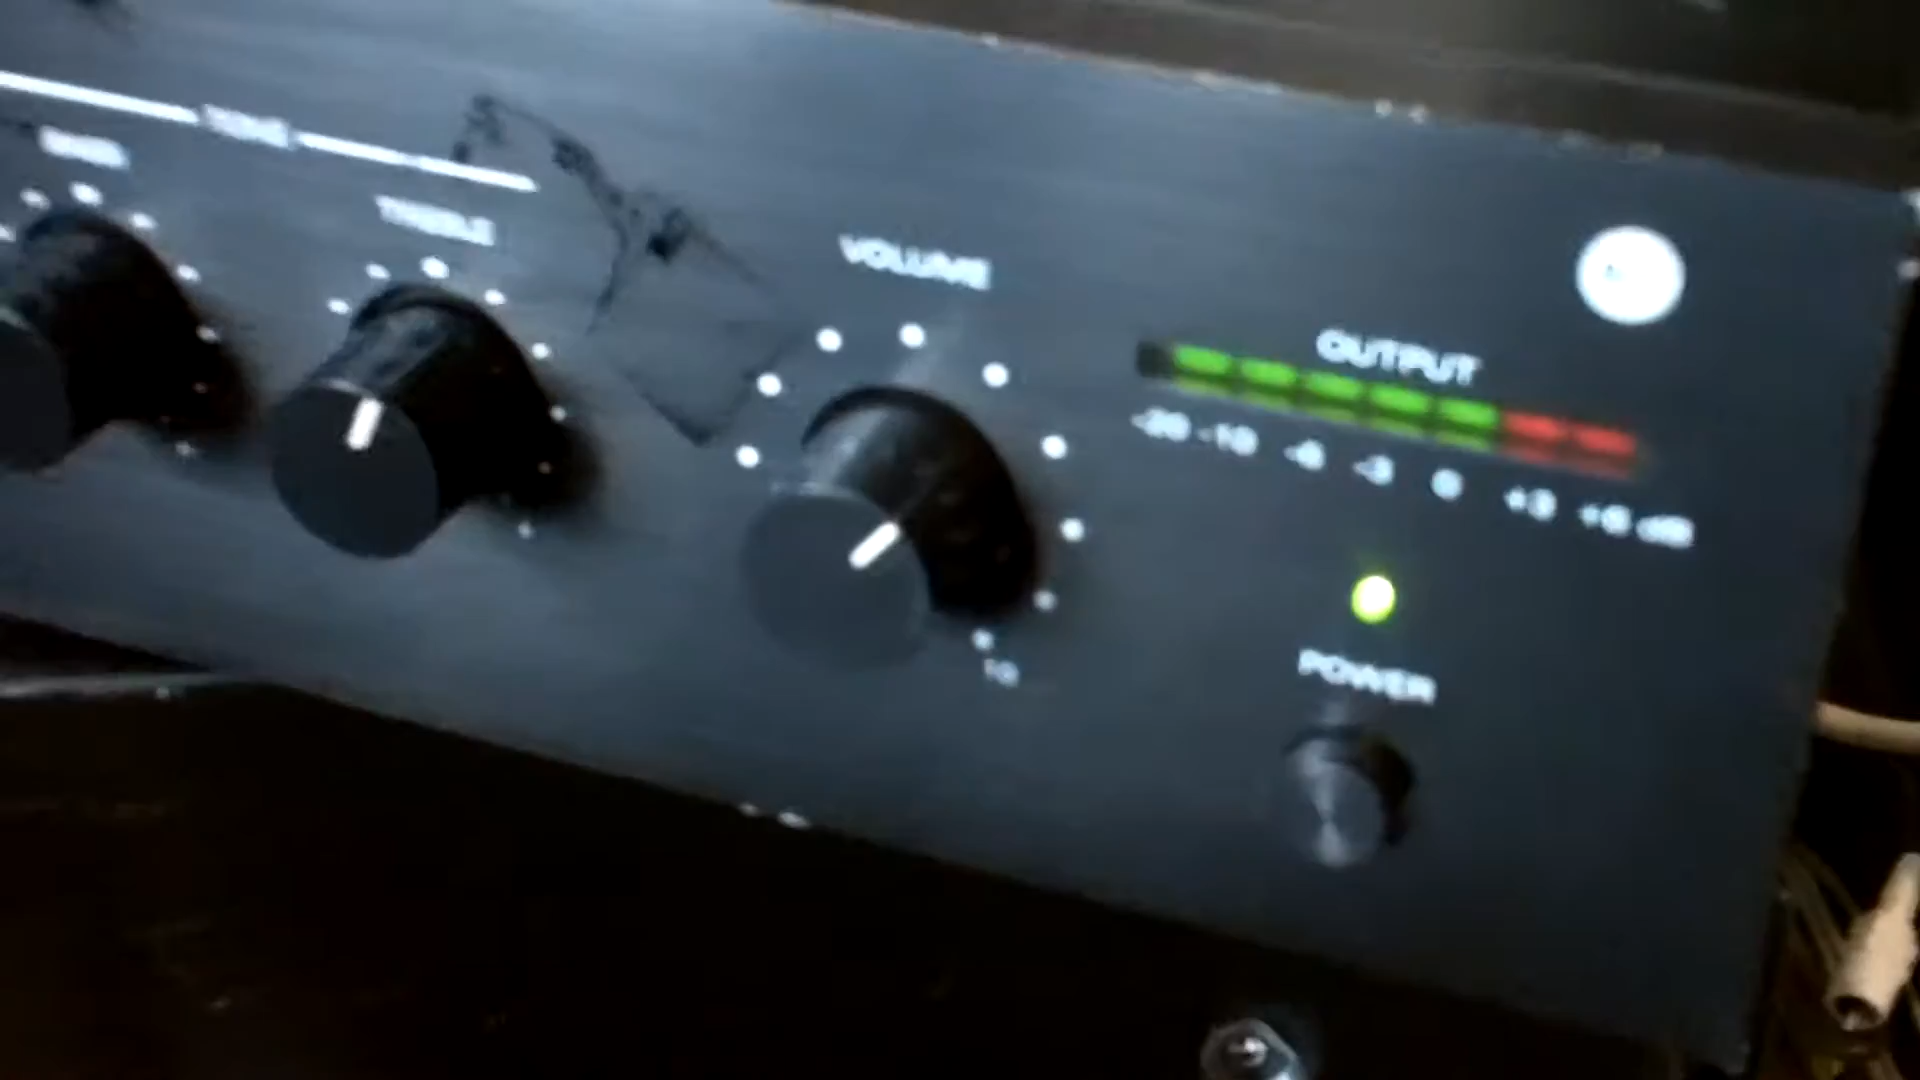 TONE
BASS
TREBLE
VOLUME
10
OUTPUT
-20 -10 -6 -3 0 +3 +6 dB
POWER